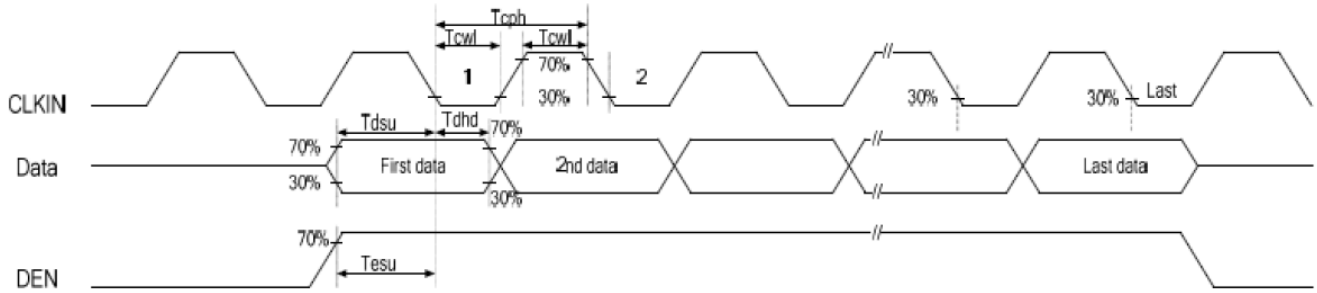 Tcph
Tcwl Tcwl
1 70% 2
CLKIN 30% 30% 30% Last
Tdsu Tdhd 70%
70%
Data First data 2nd data Last data
30% 30%
70%
Tesu
DEN